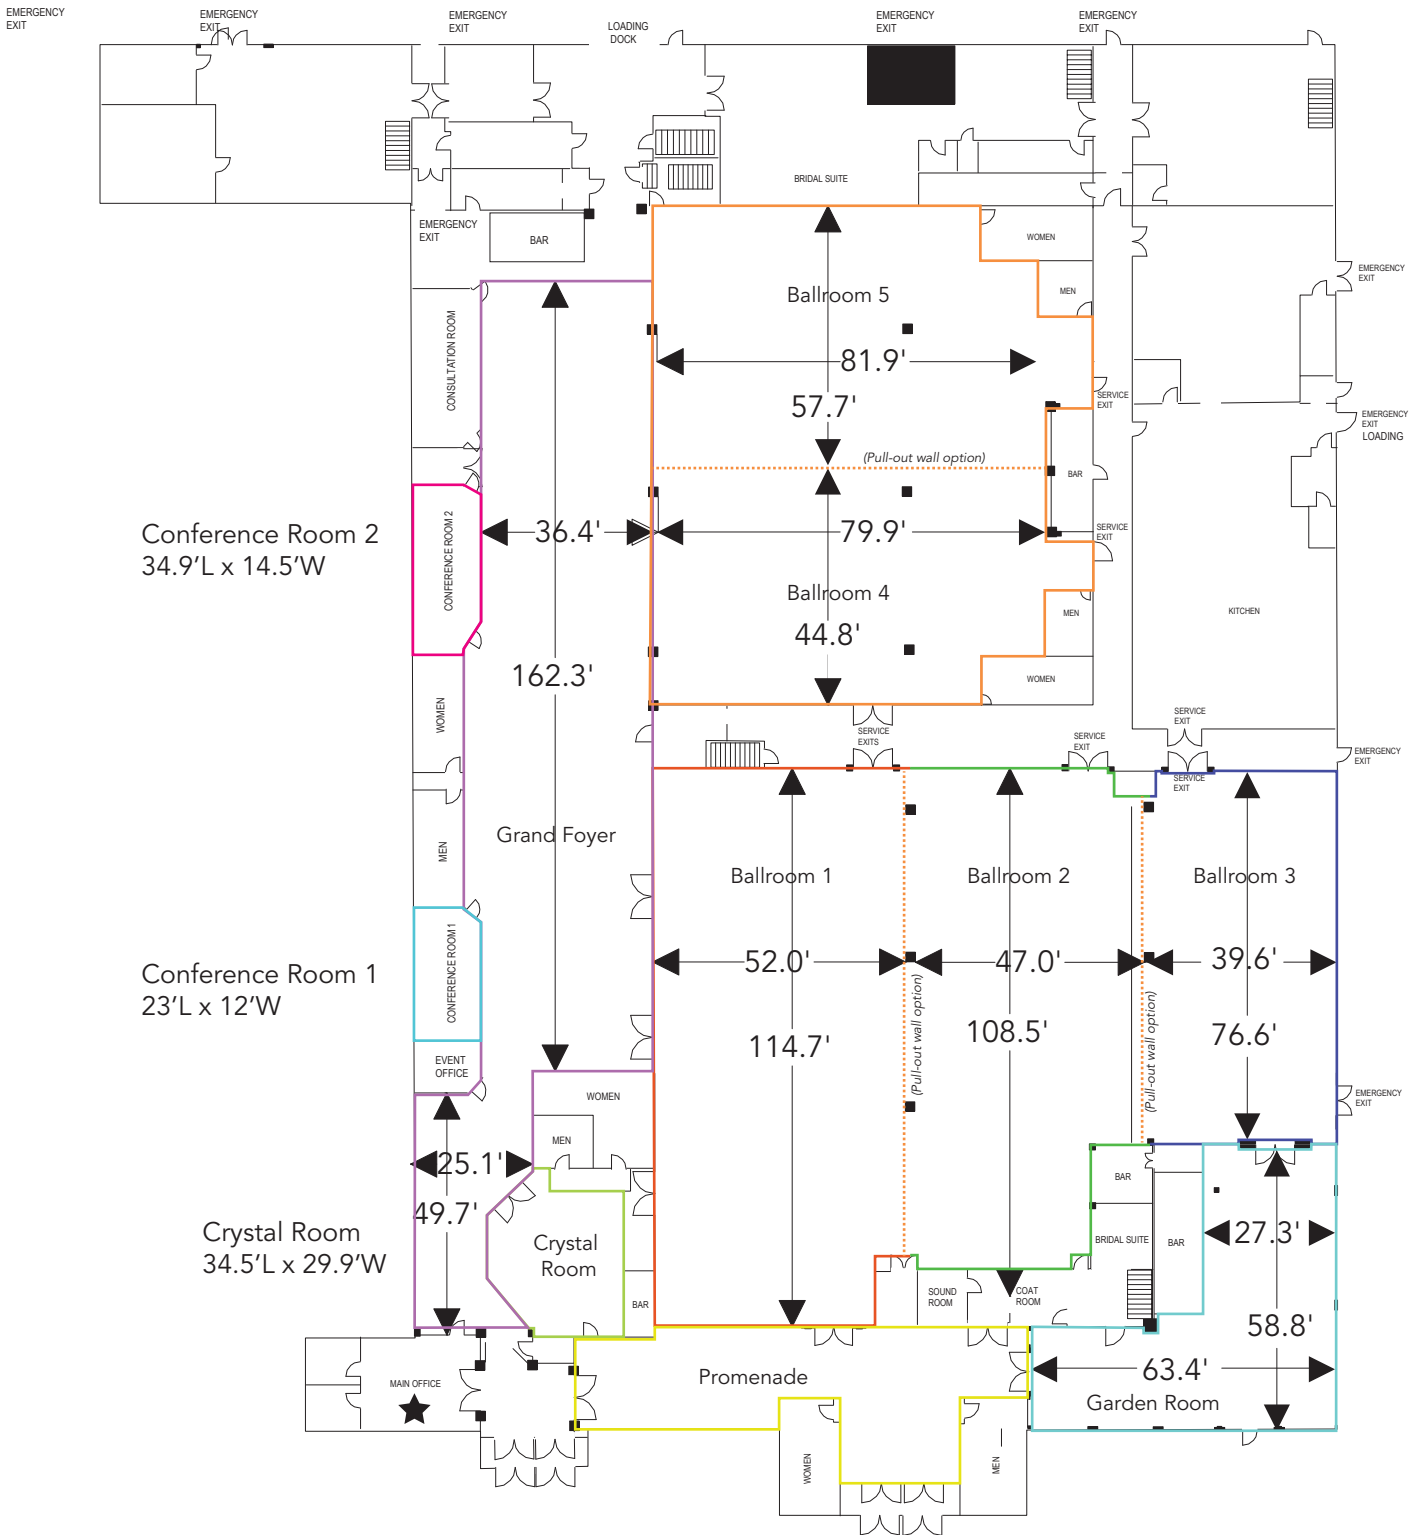 EMERGENCY
EXIT
EMERGENCY
EXIT
EMERGENCY
EXIT
LOADING
DOCK
EMERGENCY
EXIT
EMERGENCY
EXIT
BRIDAL SUITE
EMERGENCY
EXIT
BAR
WOMEN
MEN
EMERGENCY
EXIT
Ballroom 5
CONSULTATION ROOM
81.9'
57.7'
SERVICE
EXIT
EMERGENCY
EXIT
LOADING
(Pull-out wall option)
BAR
Conference Room 2
34.9'L x 14.5'W
CONFERENCE ROOM 2
36.4'
79.9'
SERVICE
EXIT
Ballroom 4
44.8'
MEN
KITCHEN
WOMEN
162.3'
WOMEN
SERVICE
EXITS
SERVICE
EXIT
SERVICE
EXIT
EMERGENCY
EXIT
SERVICE
EXIT
MEN
Grand Foyer
Ballroom 1
Ballroom 2
Ballroom 3
Conference Room 1
23'L x 12'W
CONFERENCE ROOM 1
52.0'
47.0'
39.6'
(Pull-out wall option)
(Pull-out wall option)
114.7'
108.5'
76.6'
EVENT
OFFICE
WOMEN
EMERGENCY
EXIT
MEN
25.1'
49.7'
BAR
Crystal Room
34.5'L x 29.9'W
Crystal
Room
BRIDAL SUITE
BAR
27.3'
BAR
SOUND
ROOM
COAT
ROOM
58.8'
MAIN OFFICE
Promenade
63.4'
Garden Room
WOMEN
MEN